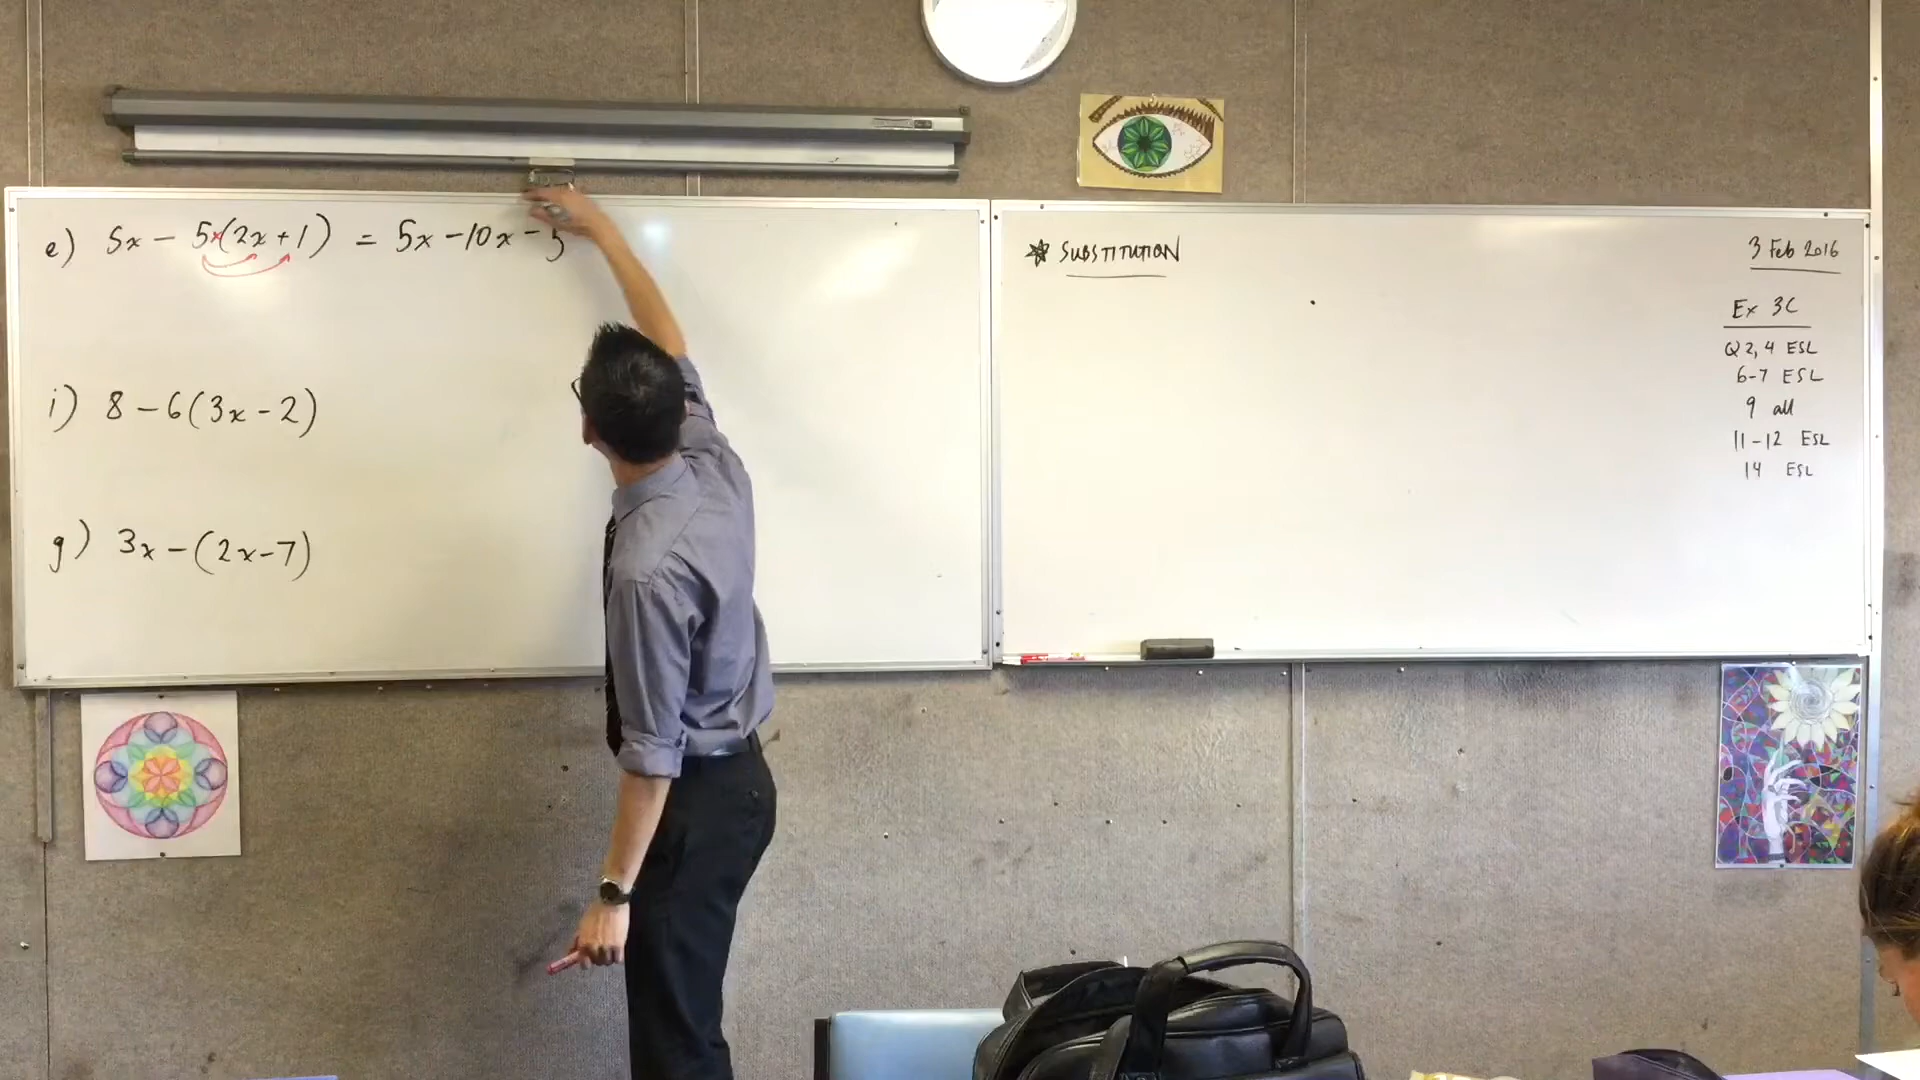 e) 5x - 5×(2x+1) = 5x - 10x - 5
i) 8 - 6(3x - 2)
g) 3x - (2x - 7)
SUBSTITUTION
3 Feb 2016
Ex 3C
Q 2, 4 ESL
6-7 ESL
9 all
11-12 ESL
14 ESL